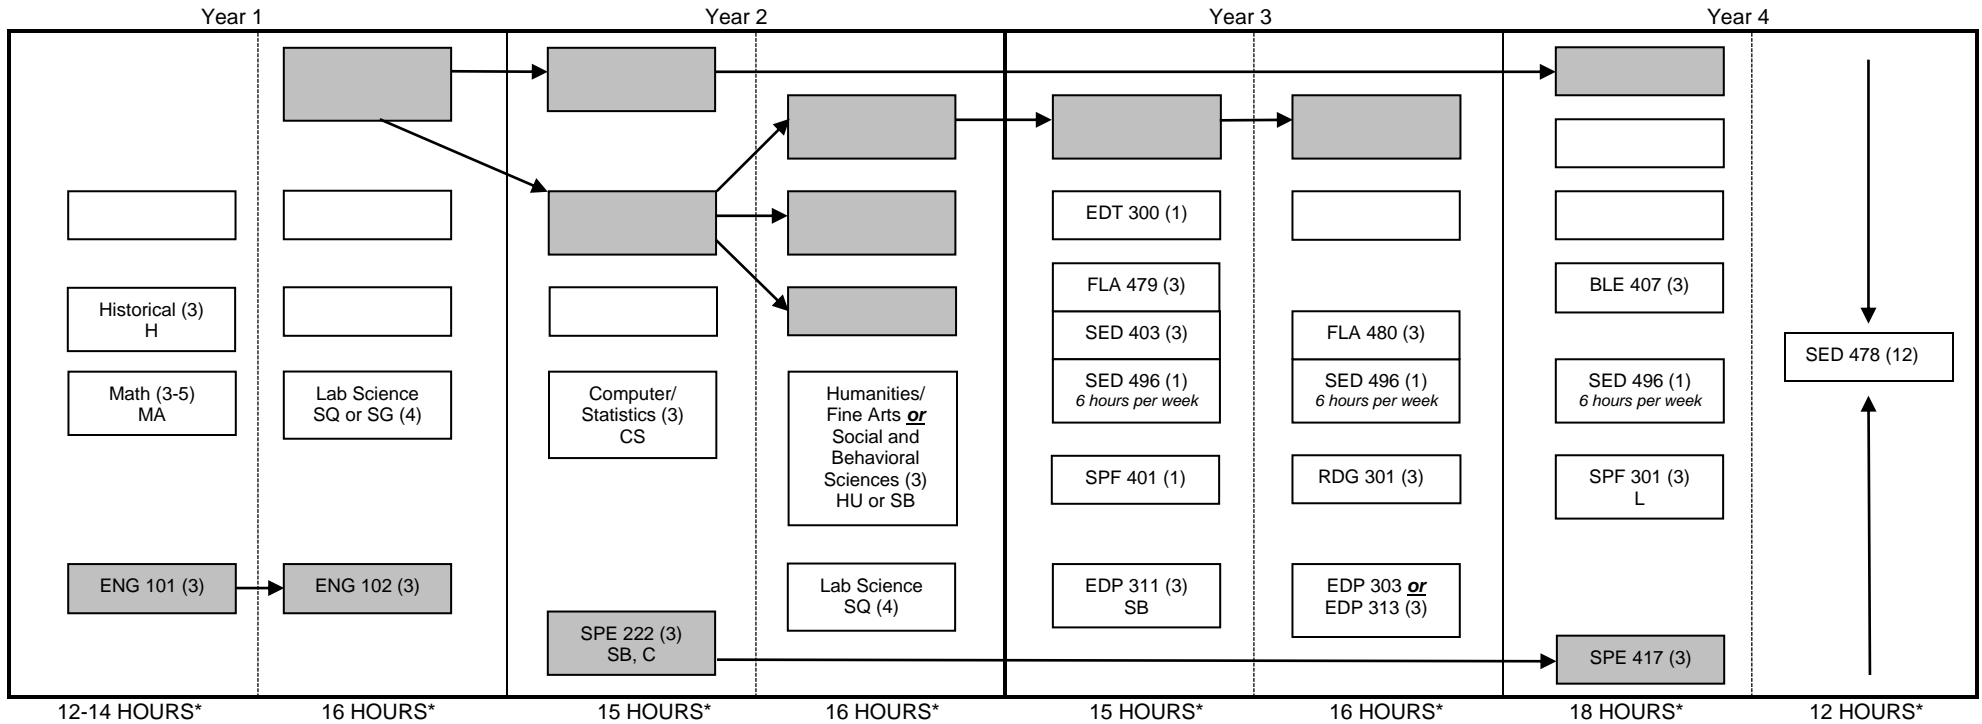 Year 1
Year 2
Year 3
Year 4
Historical (3)
H
Math (3-5)
MA
ENG 101 (3)
12-14 HOURS*
Lab Science
SQ or SG (4)
ENG 102 (3)
16 HOURS*
Computer/
Statistics (3)
CS
SPE 222 (3)
SB, C
15 HOURS*
Humanities/
Fine Arts or
Social and
Behavioral
Sciences (3)
HU or SB
Lab Science
SQ (4)
16 HOURS*
EDT 300 (1)
FLA 479 (3)
SED 403 (3)
SED 496 (1)
6 hours per week
SPF 401 (1)
EDP 311 (3)
SB
15 HOURS*
FLA 480 (3)
SED 496 (1)
6 hours per week
RDG 301 (3)
EDP 303 or
EDP 313 (3)
16 HOURS*
BLE 407 (3)
SED 496 (1)
6 hours per week
SPF 301 (3)
L
SPE 417 (3)
18 HOURS*
SED 478 (12)
12 HOURS*